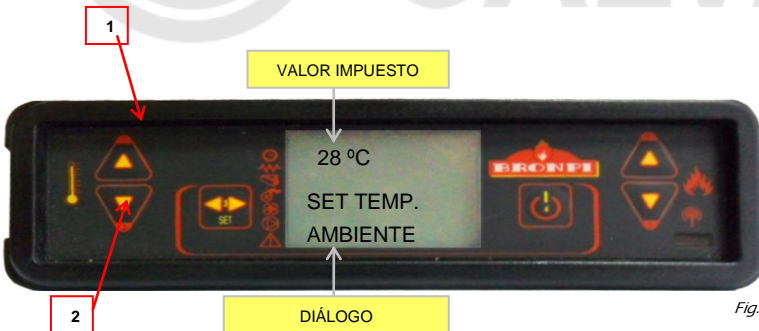 1
VALOR IMPUESTO
28 ºC
SET TEMP.
AMBIENTE
BRONPI
SET
2
DIÁLOGO
Fig.